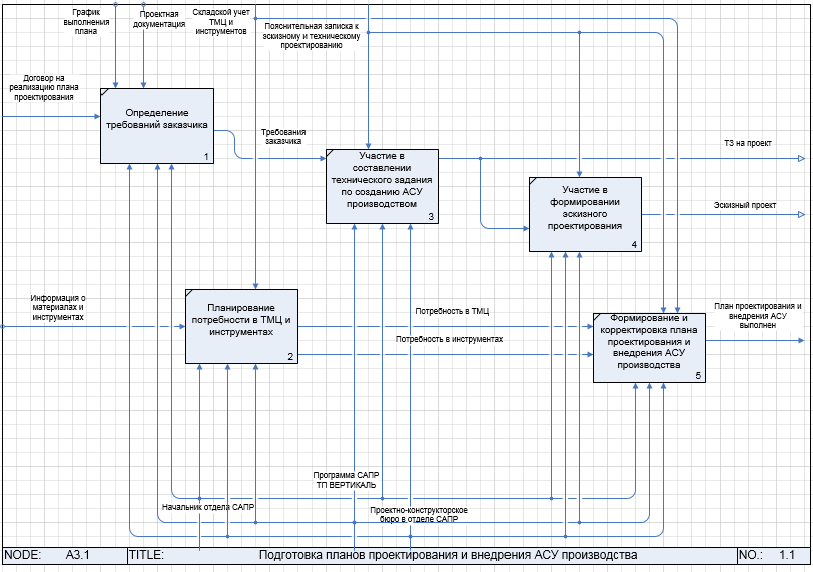 График
выполнения
плана
Проектная
документация
Складской учет
ТМЦ и
инструментов
Пояснительная записка к
эскизному и техническому
проектированию
Договор на
реализацию плана
проектирования
Определение
требований заказчика
1
Требования
заказчика
Участие в
составлении
технического задания
по созданию АСУ
производством
3
ТЗ на проект
Участие в
формировании
эскизного
проектирования
4
Эскизный проект
Информация о
материалах и
инструментах
Планирование
потребности в ТМЦ и
инструментах
2
Потребность в ТМЦ
Потребность в инструментах
Формирование и
корректировка плана
проектирования и
внедрения АСУ
производства
5
План проектирования и
внедрения АСУ
выполнен
Программа САПР
ТП ВЕРТИКАЛЬ
Начальник отдела САПР
Проектно-конструкторское
бюро в отделе САПР
NODE: A3.1 TITLE: Подготовка планов проектирования и внедрения АСУ производства NO.: 1.1